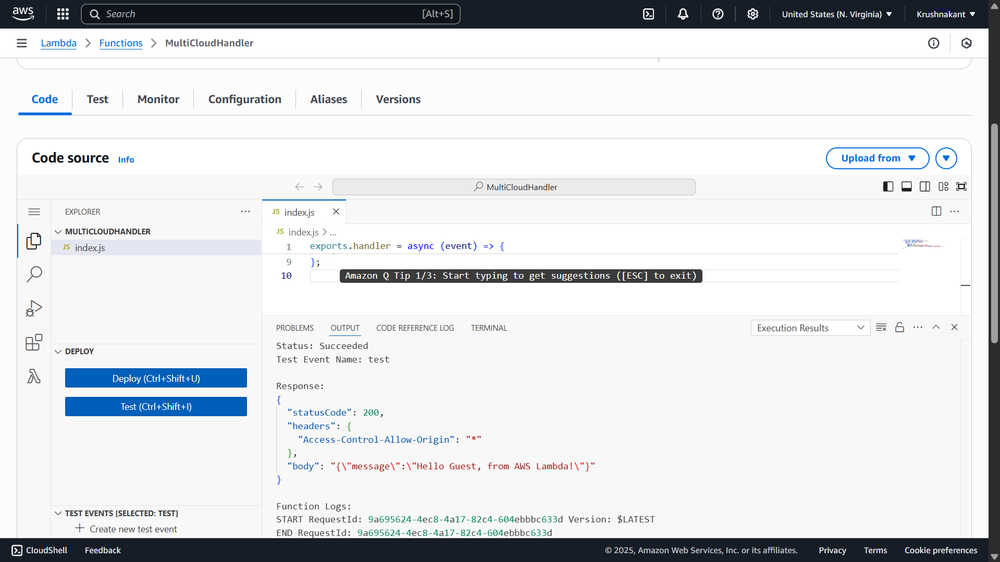 aws
Search [Alt+S]
United States (N. Virginia)
Krushnakant
Lambda
Functions
MultiCloudHandler
Code
Test
Monitor
Configuration
Aliases
Versions
Code source Info
Upload from
MultiCloudHandler
EXPLORER
MULTICLOUDHANDLER
JS index.js
DEPLOY
Deploy (Ctrl+Shift+U)
Test (Ctrl+Shift+I)
TEST EVENTS [SELECTED: TEST]
Create new test event
JS index.js
JS index.js > ...
1 exports.handler = async (event) => {
9 };
10 Amazon Q Tip 1/3: Start typing to get suggestions ([ESC] to exit)
PROBLEMS
OUTPUT
CODE REFERENCE LOG
TERMINAL
Execution Results
Status: Succeeded
Test Event Name: test
Response:
{
"statusCode": 200,
"headers": {
"Access-Control-Allow-Origin": "*"
},
"body": "{\"message\":\"Hello Guest, from AWS Lambda!\"}"
}
Function Logs:
START RequestId: 9a695624-4ec8-4a17-82c4-604ebbbc633d Version: $LATEST
END RequestId: 9a695624-4ec8-4a17-82c4-604ebbbc633d
CloudShell
Feedback
© 2025, Amazon Web Services, Inc. or its affiliates.
Privacy
Terms
Cookie preferences